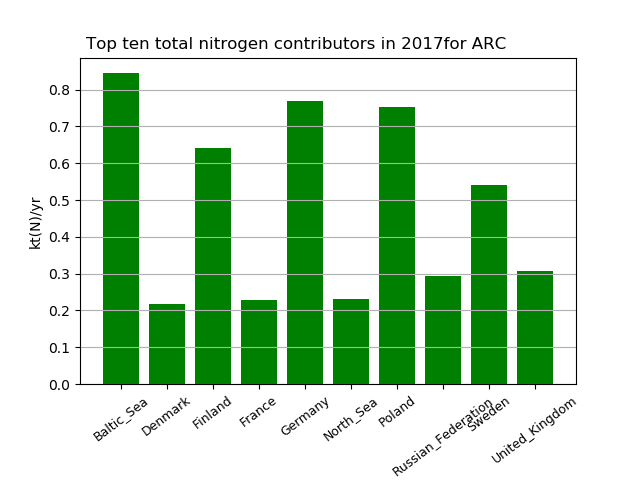 Top ten total nitrogen contributors in 2017for ARC
kt(N)/yr
0.8
0.7
0.6
0.5
0.4
0.3
0.2
0.1
0.0
Baltic_Sea
Denmark
Finland
France
Germany
North_Sea
Poland
Russian_Federation
Sweden
United_Kingdom